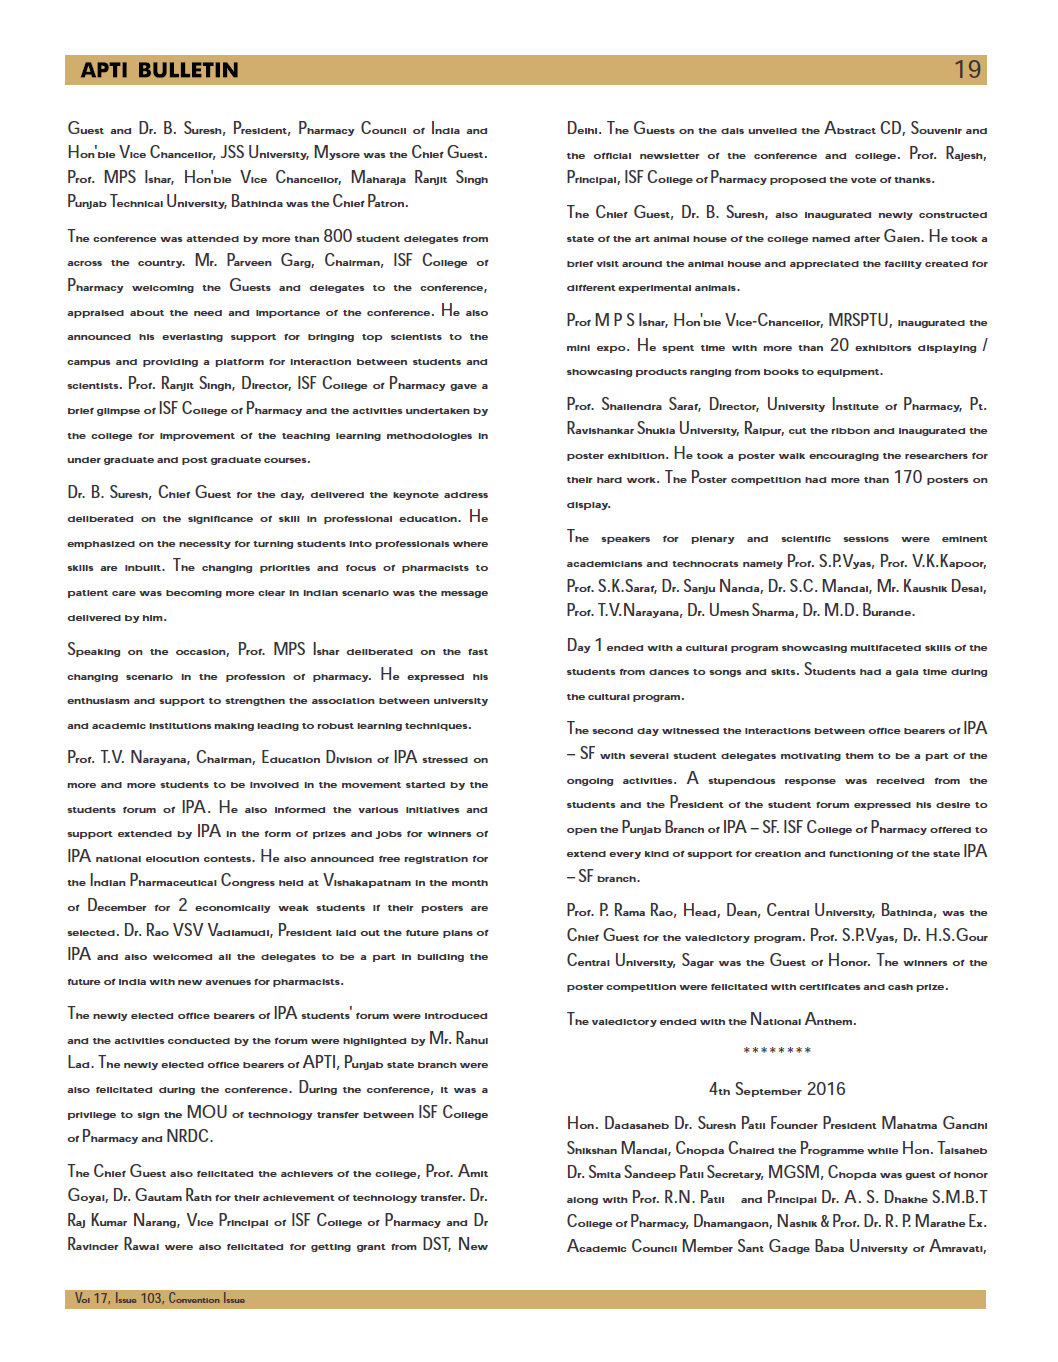 APTI BULLETIN
19
Guest and Dr. B. Suresh, President, Pharmacy Council of India and
Hon'ble Vice Chancellor, JSS University, Mysore was the Chief Guest.
Prof. MPS Ishar, Hon'ble Vice Chancellor, Maharaja Ranjit Singh
Punjab Technical University, Bathinda was the Chief Patron.
The conference was attended by more than 800 student delegates from
across the country. Mr. Parveen Garg, Chairman, ISF College of
Pharmacy welcoming the Guests and delegates to the conference,
appraised about the need and importance of the conference. He also
announced his everlasting support for bringing top scientists to the
campus and providing a platform for interaction between students and
scientists. Prof. Ranjit Singh, Director, ISF College of Pharmacy gave a
brief glimpse of ISF College of Pharmacy and the activities undertaken by
the college for improvement of the teaching learning methodologies in
under graduate and post graduate courses.
Dr. B. Suresh, Chief Guest for the day, delivered the keynote address
deliberated on the significance of skill in professional education. He
emphasized on the necessity for turning students into professionals where
skills are inbuilt. The changing priorities and focus of pharmacists to
patient care was becoming more clear in Indian scenario was the message
delivered by him.
Speaking on the occasion, Prof. MPS Ishar deliberated on the fast
changing scenario in the profession of pharmacy. He expressed his
enthusiasm and support to strengthen the association between university
and academic institutions making leading to robust learning techniques.
Prof. T.V. Narayana, Chairman, Education Division of IPA stressed on
more and more students to be involved in the movement started by the
students forum of IPA. He also informed the various initiatives and
support extended by IPA in the form of prizes and jobs for winners of
IPA national elocution contests. He also announced free registration for
the Indian Pharmaceutical Congress held at Vishakapatnam in the month
of December for 2 economically weak students if their posters are
selected. Dr. Rao VSV Vadlamudi, President laid out the future plans of
IPA and also welcomed all the delegates to be a part in building the
future of India with new avenues for pharmacists.
The newly elected office bearers of IPA students' forum were introduced
and the activities conducted by the forum were highlighted by Mr. Rahul
Lad. The newly elected office bearers of APTI, Punjab state branch were
also felicitated during the conference. During the conference, it was a
privilege to sign the MOU of technology transfer between ISF College
of Pharmacy and NRDC.
The Chief Guest also felicitated the achievers of the college, Prof. Amit
Goyal, Dr. Gautam Rath for their achievement of technology transfer. Dr.
Raj Kumar Narang, Vice Principal of ISF College of Pharmacy and Dr
Ravinder Rawal were also felicitated for getting grant from DST, New
Delhi. The Guests on the dais unveiled the Abstract CD, Souvenir and
the official newsletter of the conference and college. Prof. Rajesh,
Principal, ISF College of Pharmacy proposed the vote of thanks.
The Chief Guest, Dr. B. Suresh, also inaugurated newly constructed
state of the art animal house of the college named after Galen. He took a
brief visit around the animal house and appreciated the facility created for
different experimental animals.
Prof M P S Ishar, Hon'ble Vice-Chancellor, MRSPTU, inaugurated the
mini expo. He spent time with more than 20 exhibitors displaying /
showcasing products ranging from books to equipment.
Prof. Shailendra Saraf, Director, University Institute of Pharmacy, Pt.
Ravishankar Shukla University, Raipur, cut the ribbon and inaugurated the
poster exhibition. He took a poster walk encouraging the researchers for
their hard work. The Poster competition had more than 170 posters on
display.
The speakers for plenary and scientific sessions were eminent
academicians and technocrats namely Prof. S.P.Vyas, Prof. V.K.Kapoor,
Prof. S.K.Saraf, Dr. Sanju Nanda, Dr. S.C. Mandal, Mr. Kaushik Desai,
Prof. T.V.Narayana, Dr. Umesh Sharma, Dr. M.D. Burande.
Day 1 ended with a cultural program showcasing multifaceted skills of the
students from dances to songs and skits. Students had a gala time during
the cultural program.
The second day witnessed the interactions between office bearers of IPA
– SF with several student delegates motivating them to be a part of the
ongoing activities. A stupendous response was received from the
students and the President of the student forum expressed his desire to
open the Punjab Branch of IPA – SF. ISF College of Pharmacy offered to
extend every kind of support for creation and functioning of the state IPA
– SF branch.
Prof. P. Rama Rao, Head, Dean, Central University, Bathinda, was the
Chief Guest for the valedictory program. Prof. S.P.Vyas, Dr. H.S.Gour
Central University, Sagar was the Guest of Honor. The winners of the
poster competition were felicitated with certificates and cash prize.
The valedictory ended with the National Anthem.
********
4th September 2016
Hon. Dadasaheb Dr. Suresh Patil Founder President Mahatma Gandhi
Shikshan Mandal, Chopda Chaired the Programme while Hon. Taisaheb
Dr. Smita Sandeep Patil Secretary, MGSM, Chopda was guest of honor
along with Prof. R.N. Patil and Principal Dr. A. S. Dhakne S.M.B.T
College of Pharmacy, Dhamangaon, Nashik & Prof. Dr. R. P. Marathe Ex.
Academic Council Member Sant Gadge Baba University of Amravati,
Vol 17, Issue 103, Convention Issue